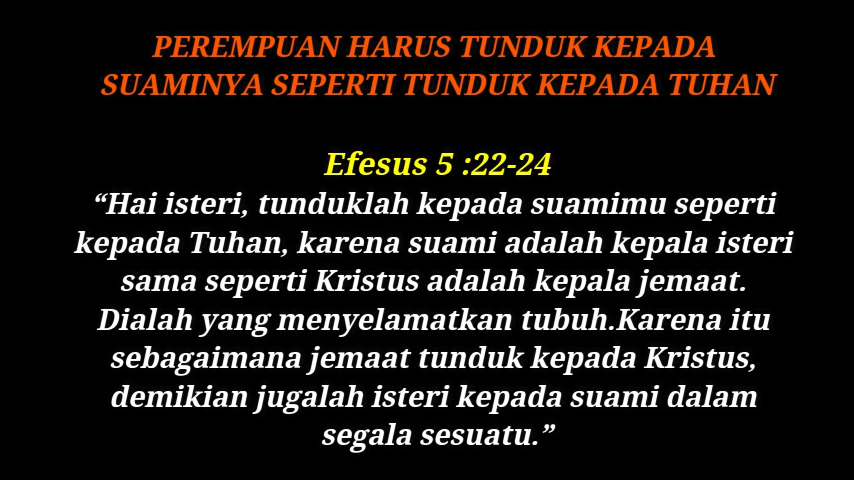 PEREMPUAN HARUS TUNDUK KEPADA
SUAMINYA SEPERTI TUNDUK KEPADA TUHAN
Efesus 5 :22-24
“Hai isteri, tunduklah kepada suamimu seperti
kepada Tuhan, karena suami adalah kepala isteri
sama seperti Kristus adalah kepala jemaat.
Dialah yang menyelamatkan tubuh.Karena itu
sebagaimana jemaat tunduk kepada Kristus,
demikian jugalah isteri kepada suami dalam
segala sesuatu.”